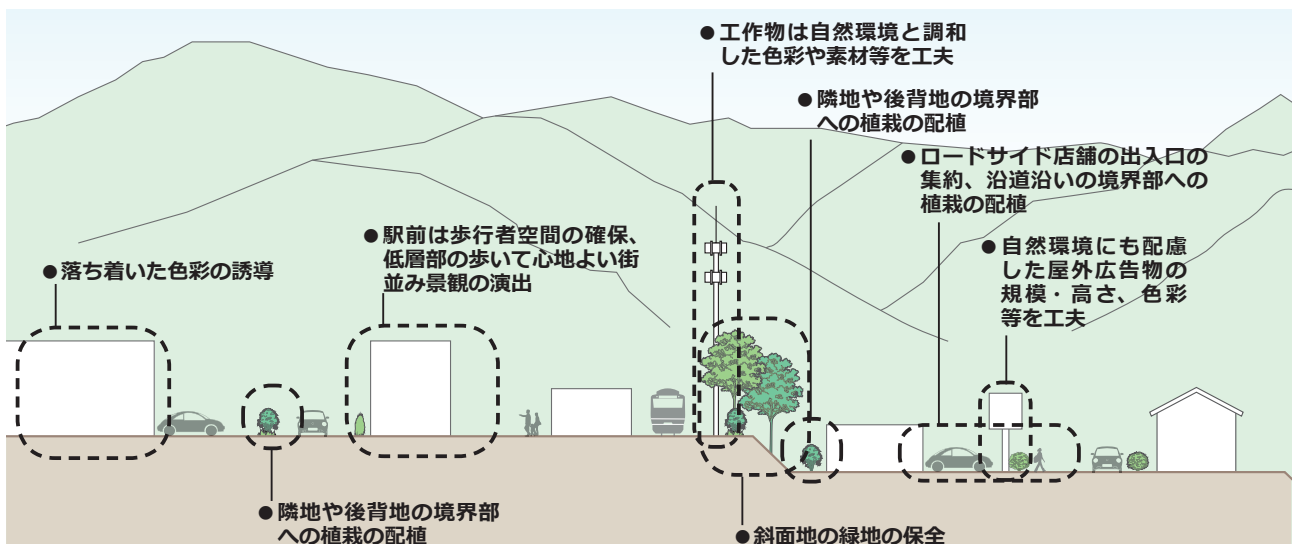 ●工作物は自然環境と調和
した色彩や素材等を工夫
●隣地や後背地の境界部
への植栽の配植
●ロードサイド店舗の出入口の
集約、沿道沿いの境界部への
植栽の配植
●駅前は歩行者空間の確保、
低層部の歩いて心地よい街
並み景観の演出
●自然環境にも配慮
した屋外広告物の
規模・高さ、色彩
等を工夫
●落ち着いた色彩の誘導
●隣地や後背地の境界部
への植栽の配植
●斜面地の緑地の保全